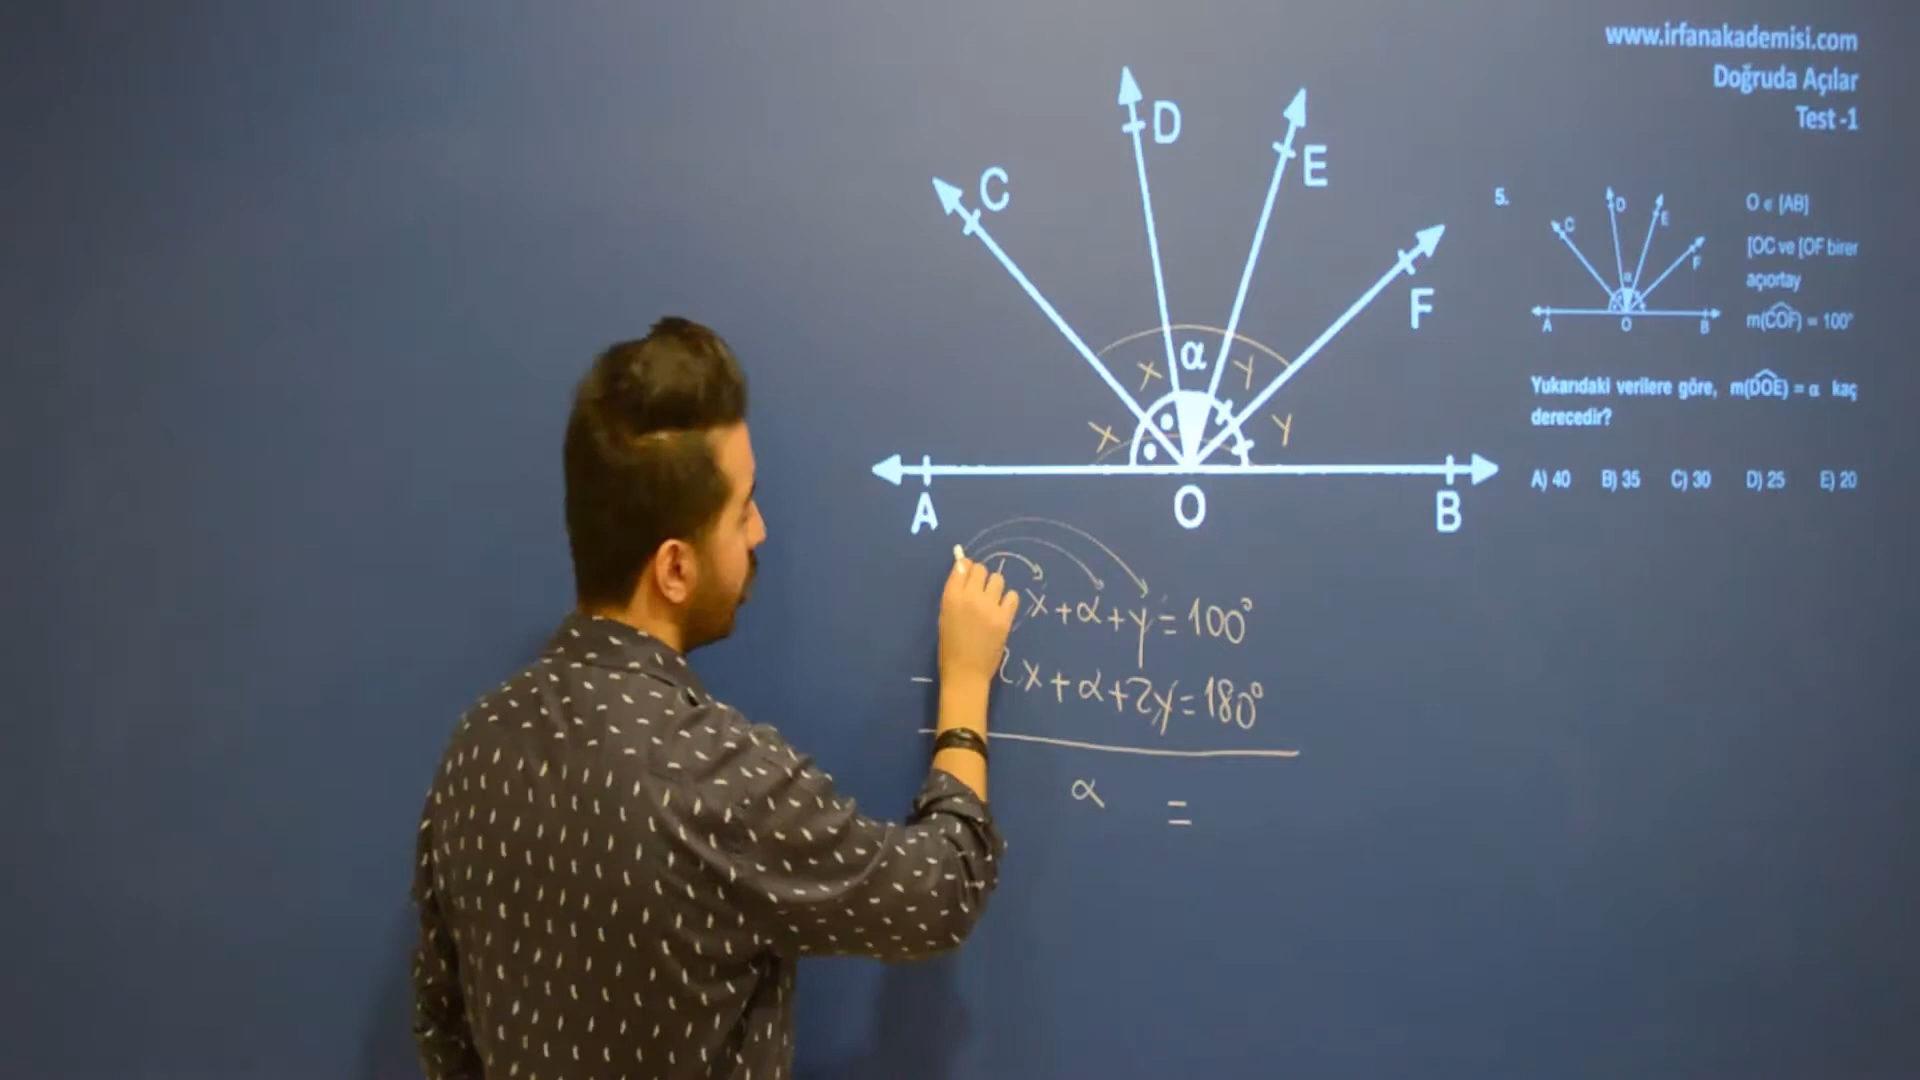 www.irfanakademisi.com
Doğruda Açılar
Test -1
D
E
C
F
α
x
y
x
y
A
O
B
x+α+y=100°
- 2x+α+2y=180°
α =
5.
D
E
C
F
α
A
O
B
O ∈ [AB]
[OC ve [OF birer
açıortay
m(COF) = 100°
Yukarıdaki verilere göre, m(DOE) = α kaç
derecedir?
A) 40 B) 35 C) 30 D) 25 E) 20